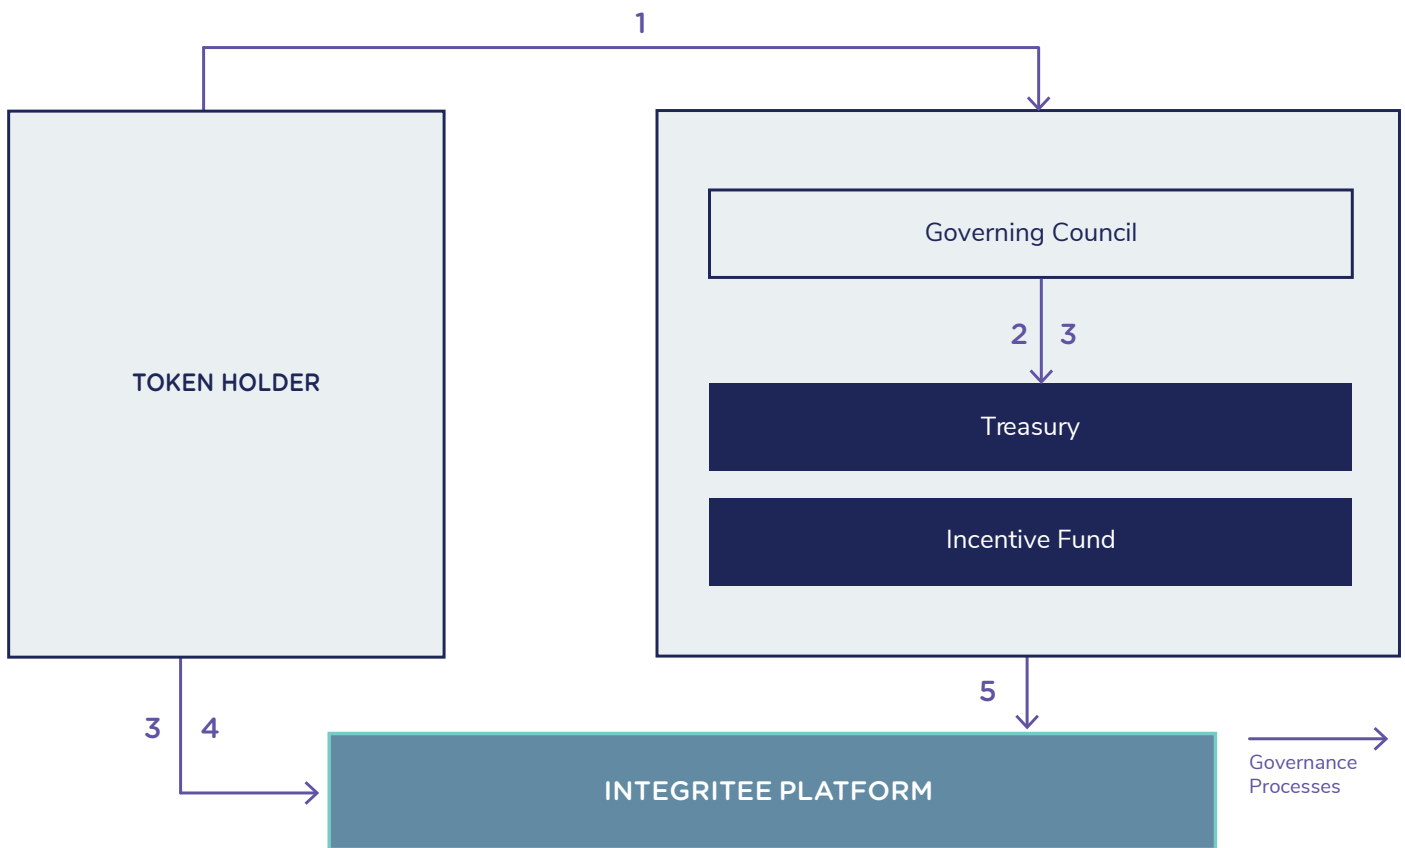 1
Governing Council
2 3
TOKEN HOLDER
Treasury
Incentive Fund
5
3 4
Governance
Processes
INTEGRITEE PLATFORM